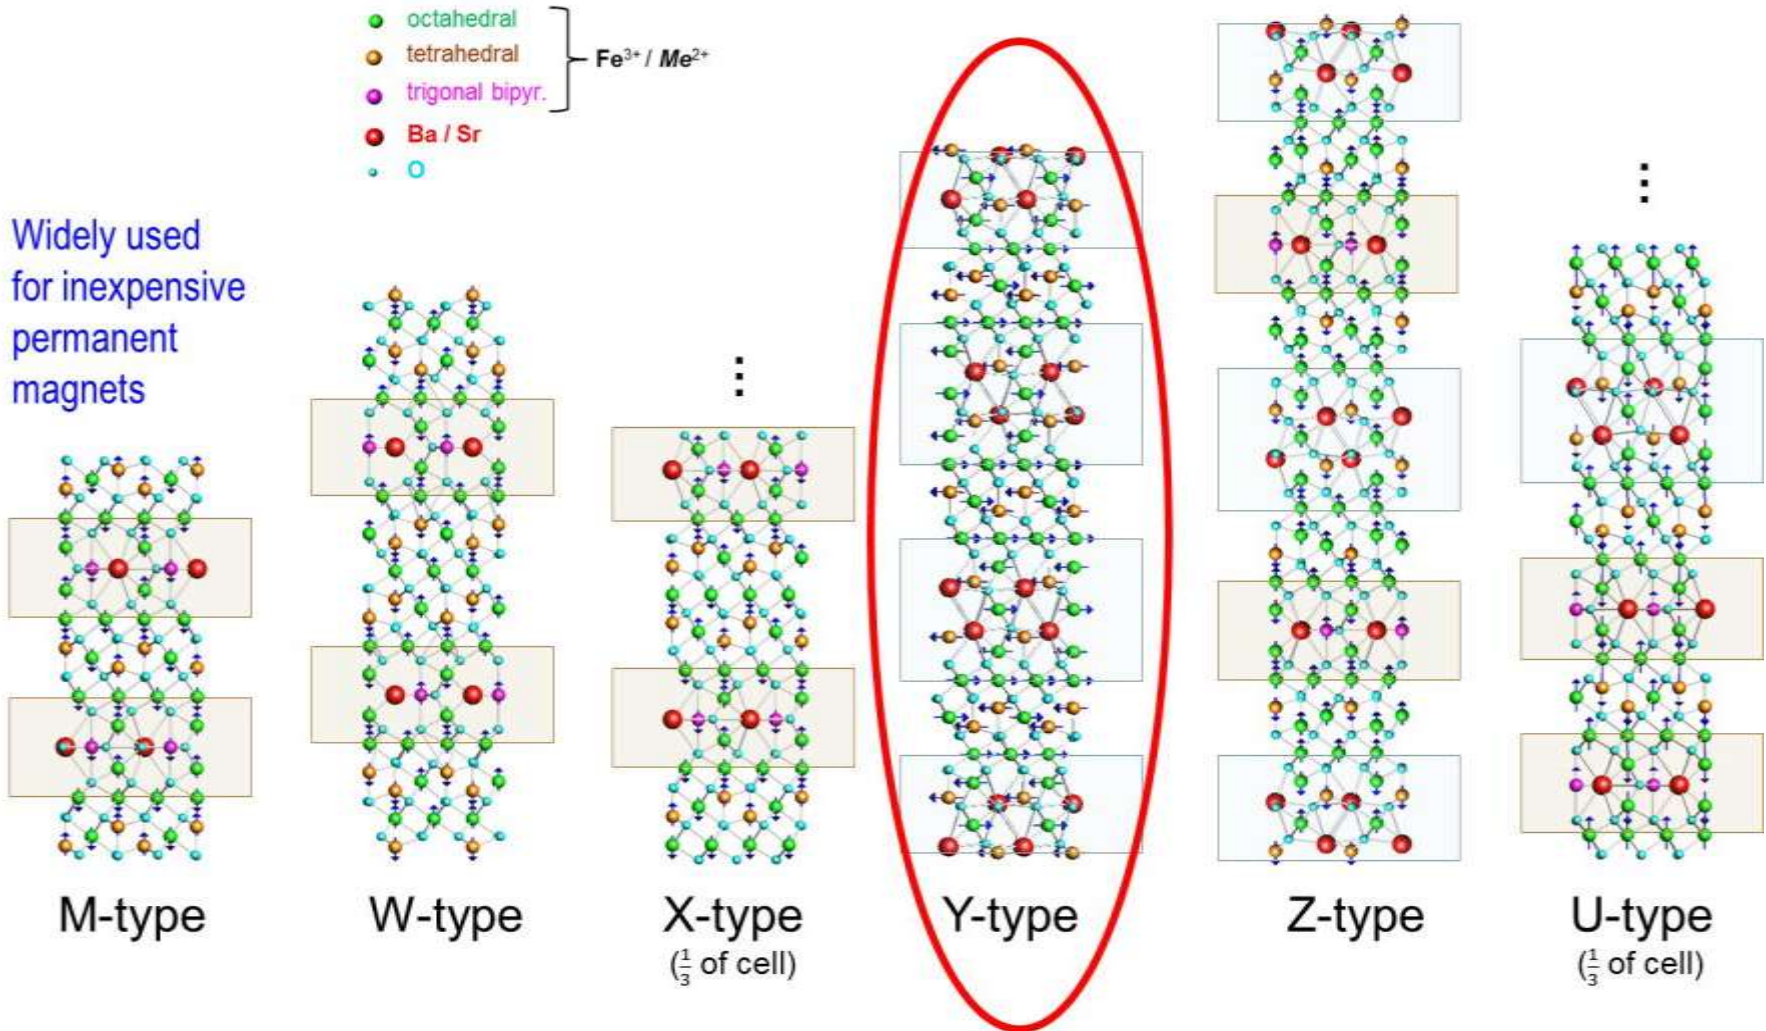 octahedral
tetrahedral
trigonal bipyr.
Fe³⁺ / Me²⁺
Ba / Sr
O
Widely used
for inexpensive
permanent
magnets
⋮
⋮
M-type
W-type
X-type
(1/3 of cell)
Y-type
Z-type
U-type
(1/3 of cell)